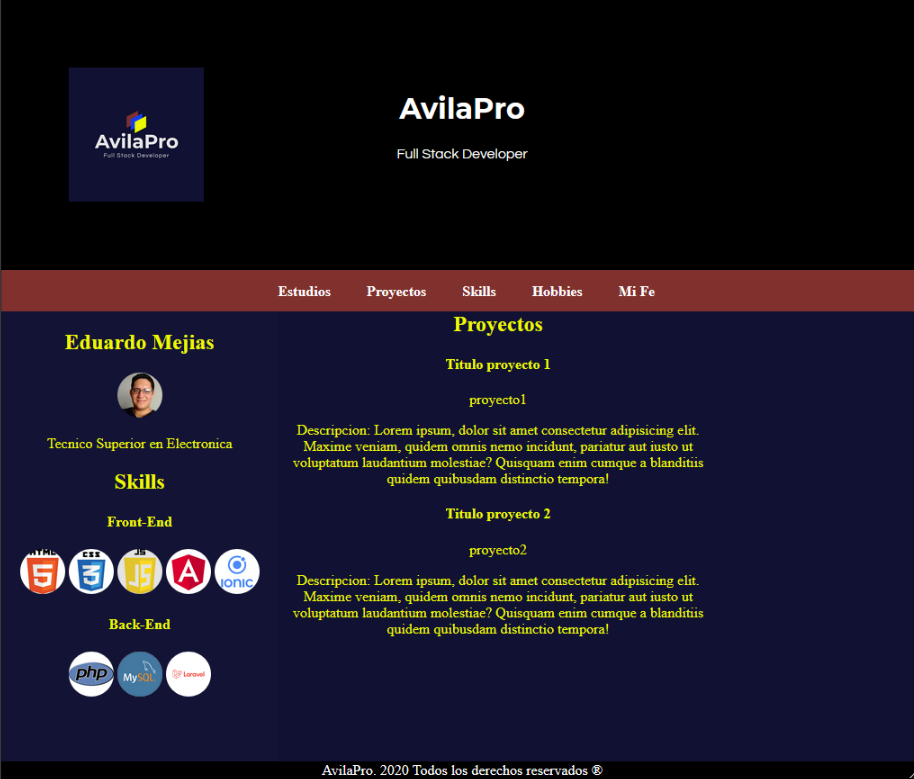 AvilaPro
Full Stack Developer
AvilaPro
Full Stack Developer
Estudios Proyectos Skills Hobbies Mi Fe
Eduardo Mejias
Tecnico Superior en Electronica
Skills
Front-End
HTML CSS JS IONIC
5 3 JS A
Back-End
php MySQL Laravel
Proyectos
Titulo proyecto 1
proyecto1
Descripcion: Lorem ipsum, dolor sit amet consectetur adipisicing elit.
Maxime veniam, quidem omnis nemo incidunt, pariatur aut iusto ut
voluptatum laudantium molestiae? Quisquam enim cumque a blanditiis
quidem quibusdam distinctio tempora!
Titulo proyecto 2
proyecto2
Descripcion: Lorem ipsum, dolor sit amet consectetur adipisicing elit.
Maxime veniam, quidem omnis nemo incidunt, pariatur aut iusto ut
voluptatum laudantium molestiae? Quisquam enim cumque a blanditiis
quidem quibusdam distinctio tempora!
AvilaPro. 2020 Todos los derechos reservados ®